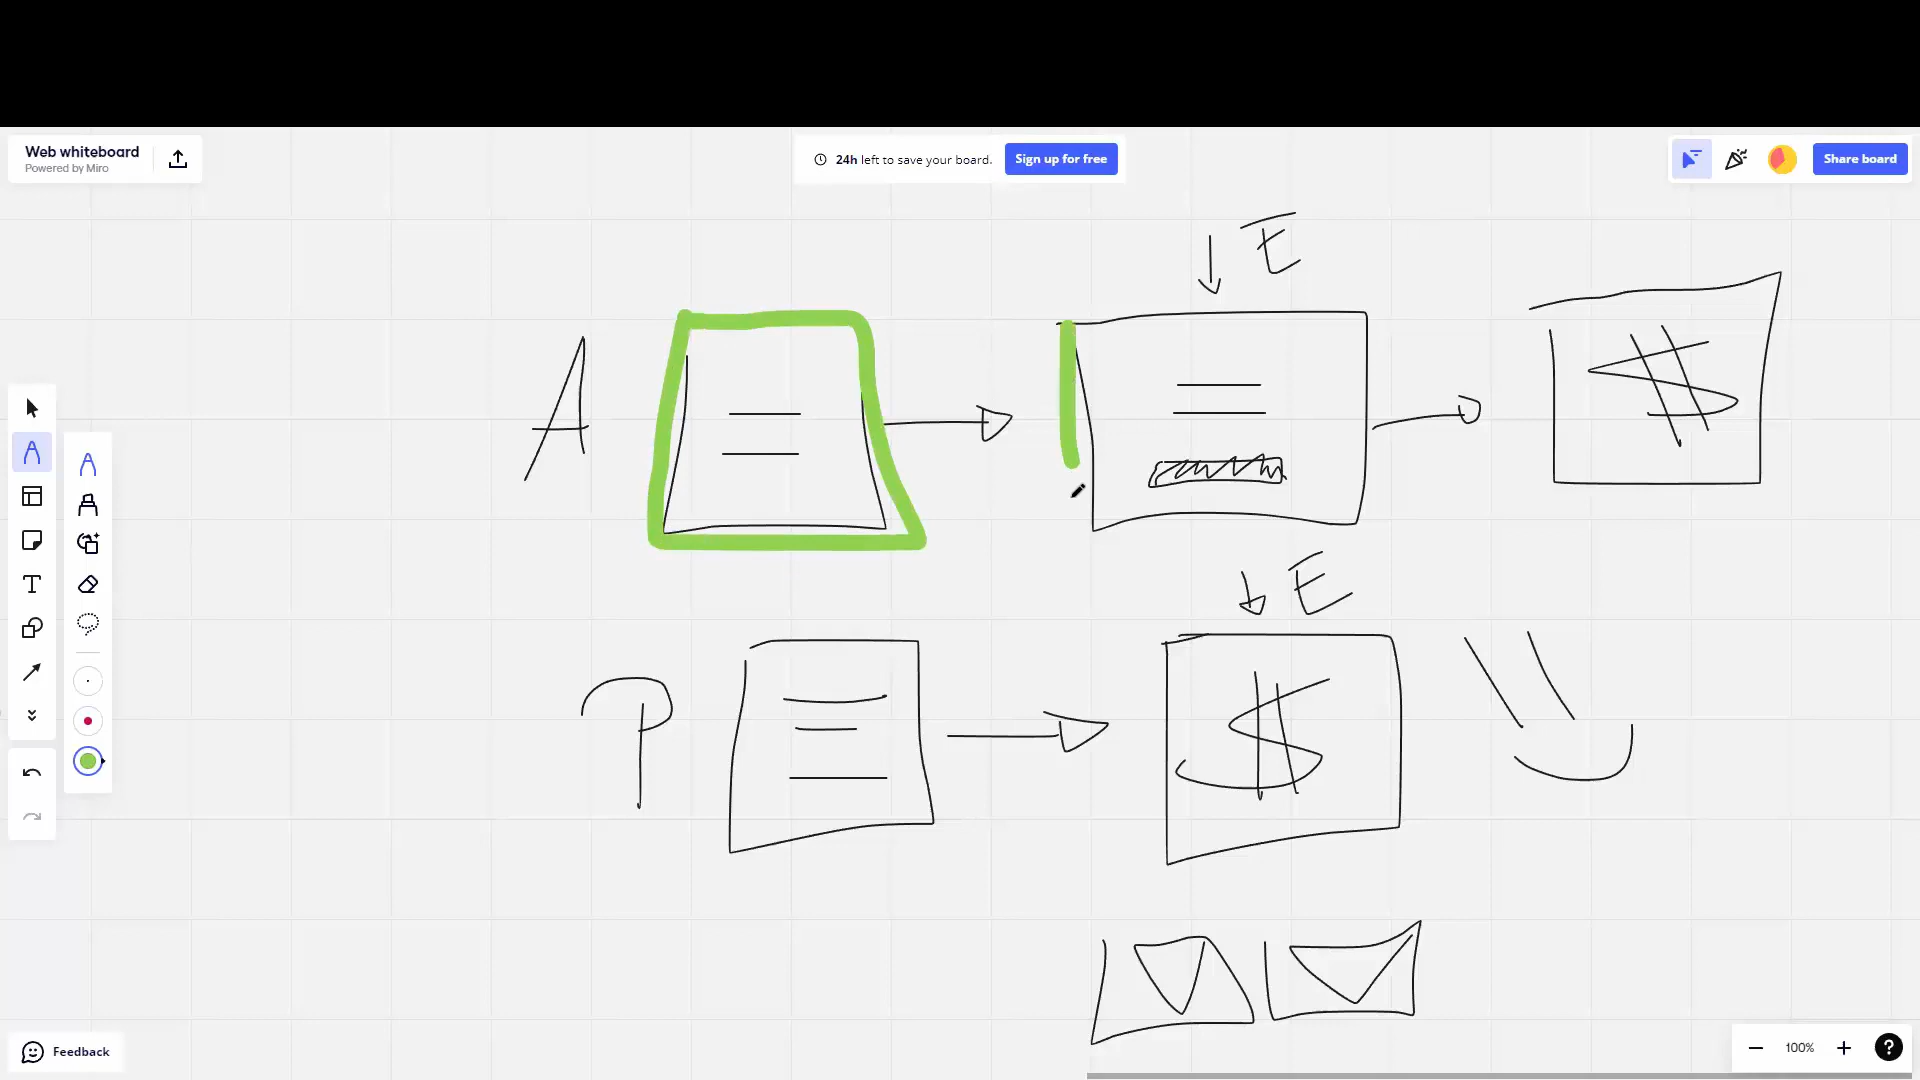 Web whiteboard
Powered by Miro
24h left to save your board.
Sign up for free
Share board
E
A
$
T
E
P
$
Feedback
100%
?